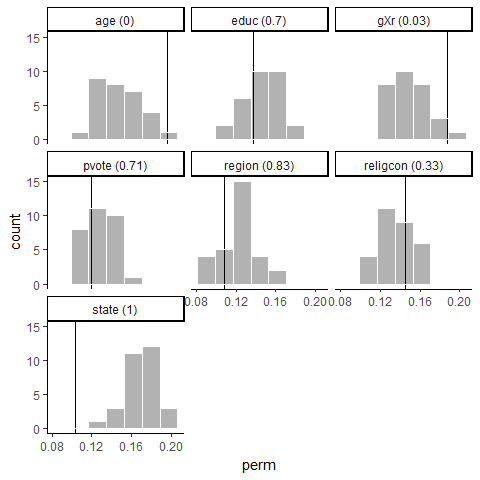 age (0) educ (0.7) gXr (0.03)
15
10
5
0
pvote (0.71) region (0.83) religcon (0.33)
15
10
5
0
0.08 0.12 0.16 0.20 0.08 0.12 0.16 0.20
state (1)
15
10
5
0
0.08 0.12 0.16 0.20
count
perm